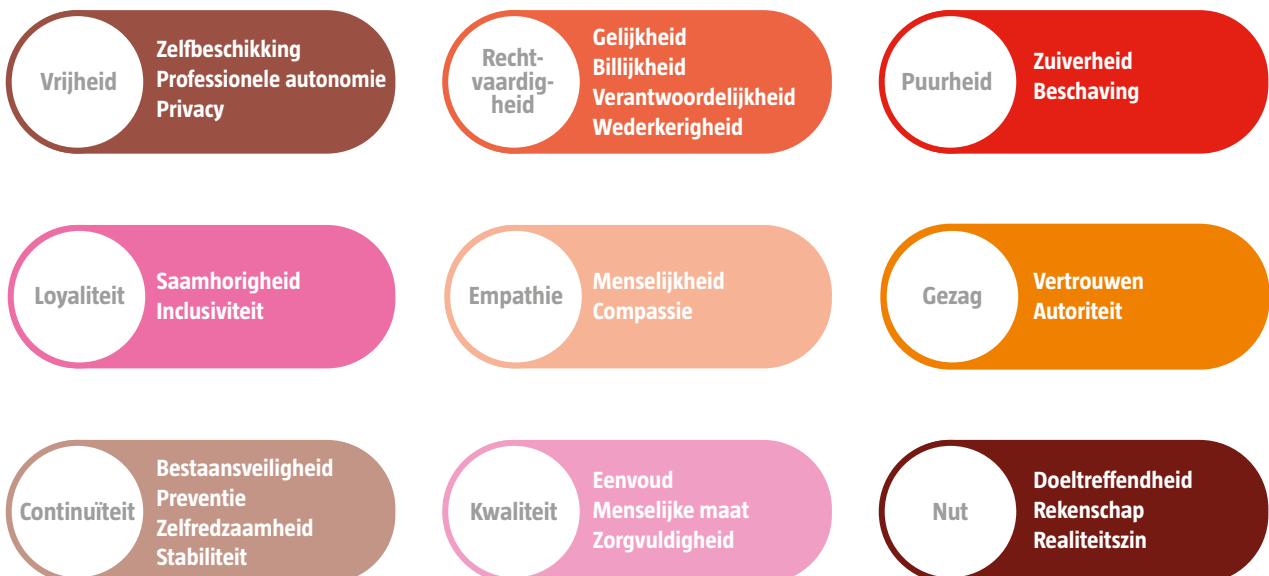 Vrijheid
Zelfbeschikking
Professionele autonomie
Privacy
Recht-
vaardig-
heid
Gelijkheid
Billijkheid
Verantwoordelijkheid
Wederkerigheid
Puurheid
Zuiverheid
Beschaving
Loyaliteit
Saamhorigheid
Inclusiviteit
Empathie
Menselijkheid
Compassie
Gezag
Vertrouwen
Autoriteit
Continuïteit
Bestaansveiligheid
Preventie
Zelfredzaamheid
Stabiliteit
Kwaliteit
Eenvoud
Menselijke maat
Zorgvuldigheid
Nut
Doeltreffendheid
Rekenschap
Realiteitszin